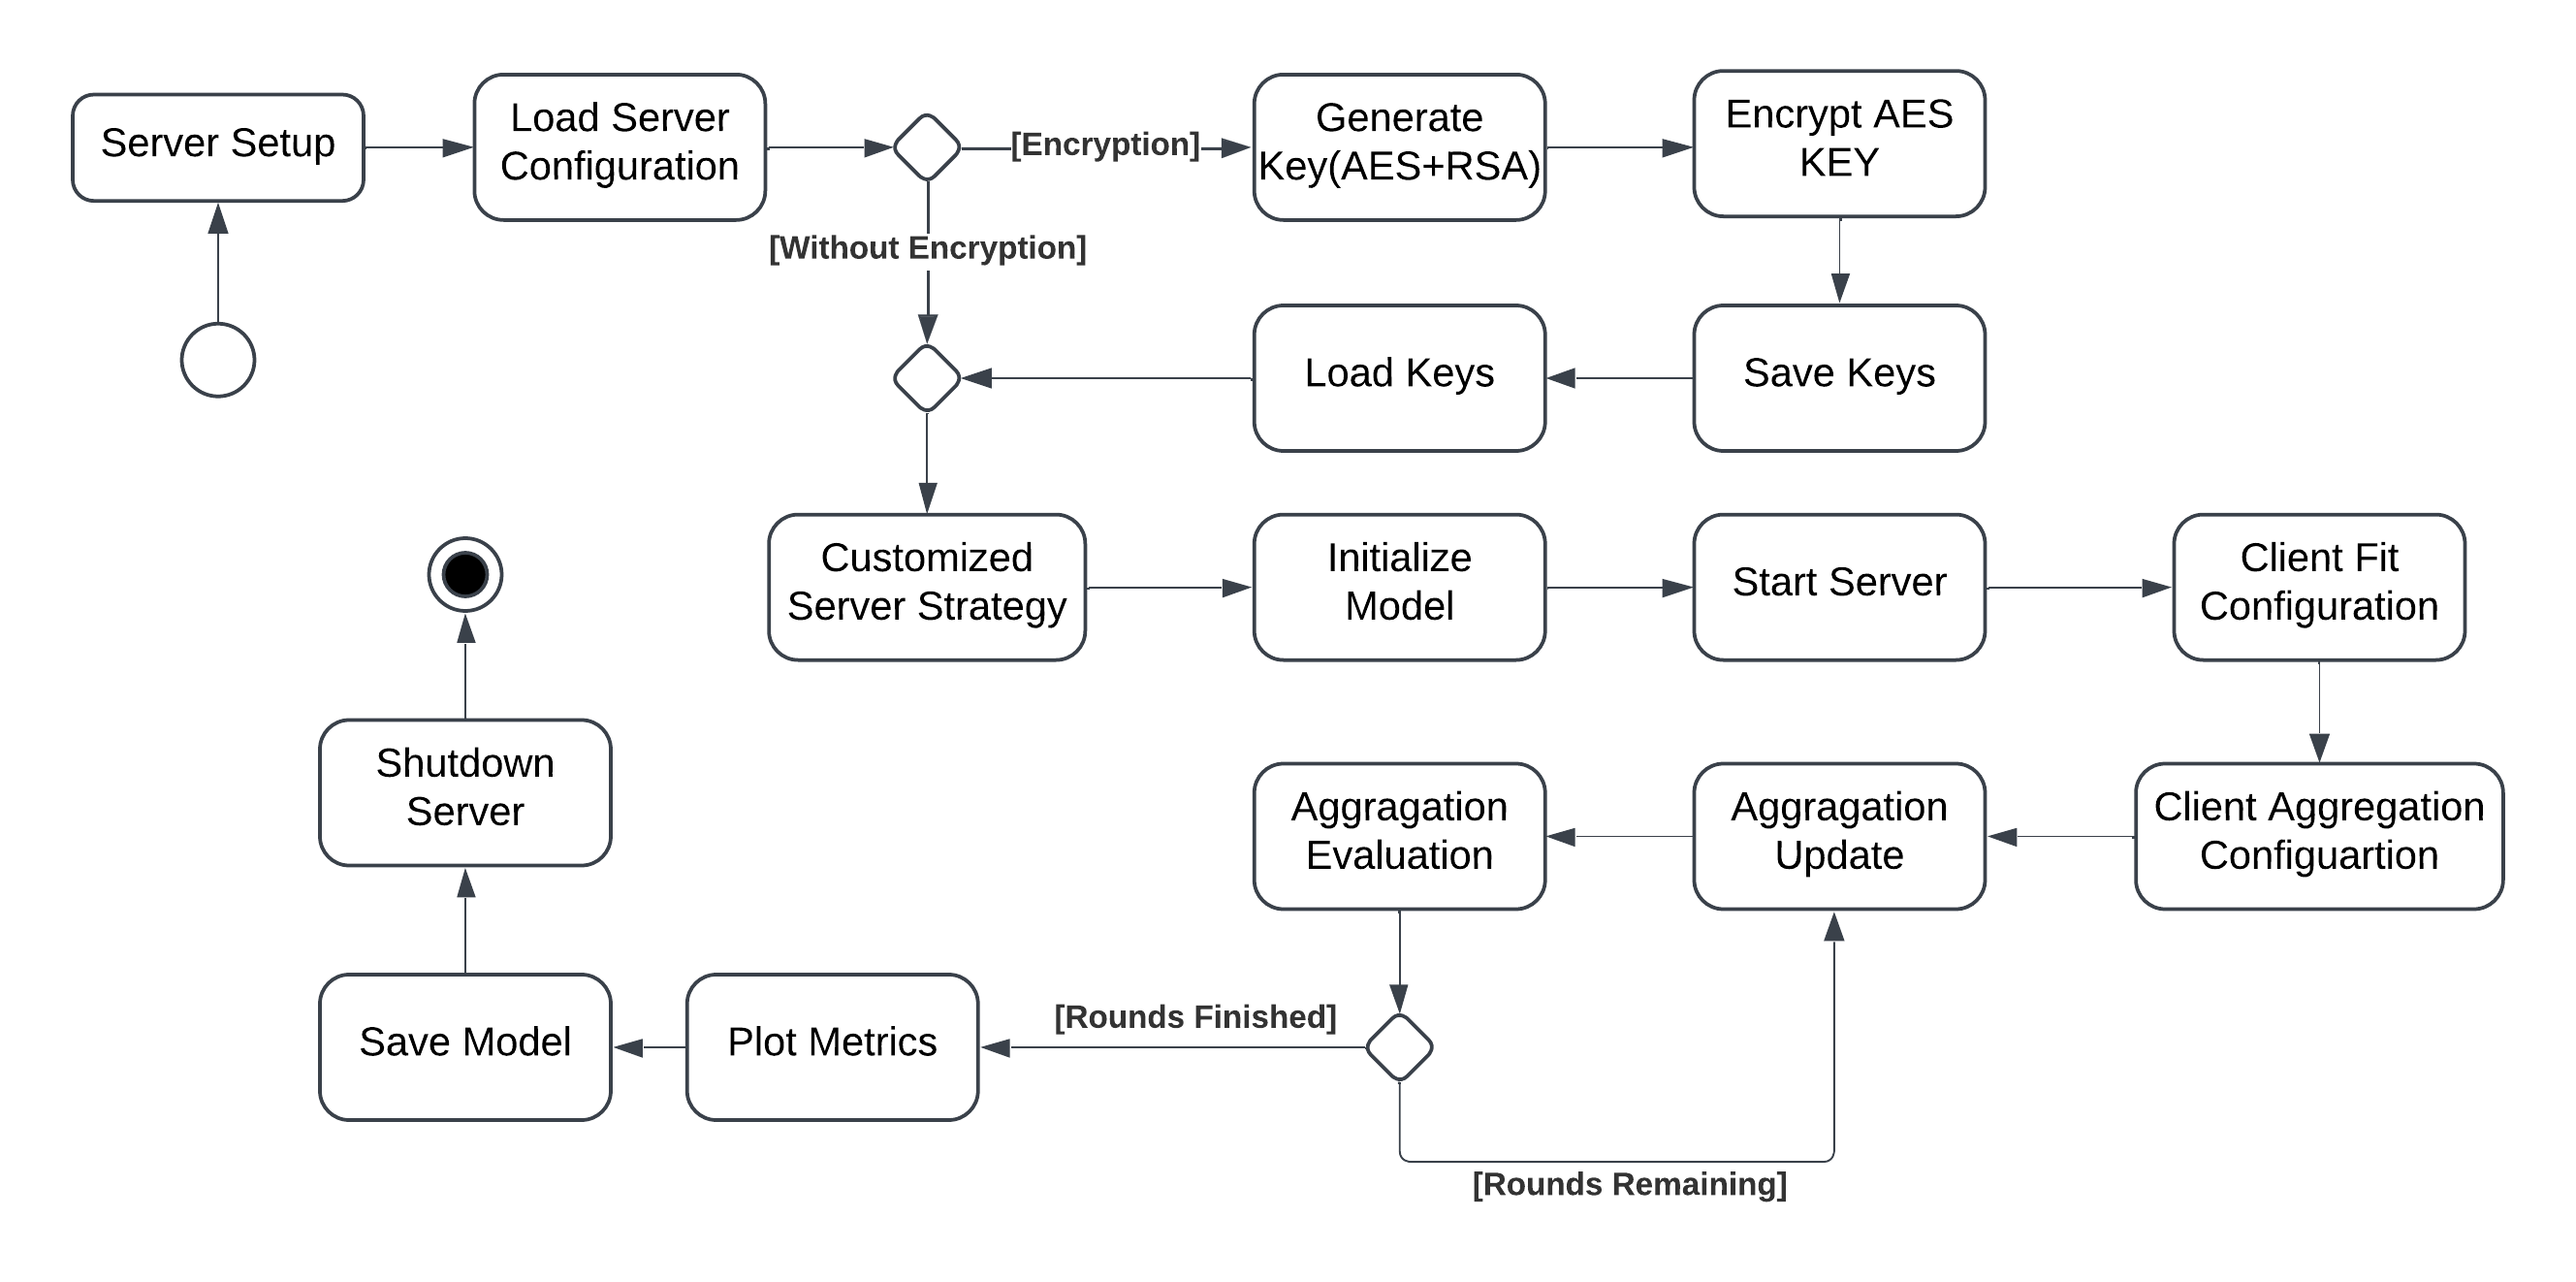 Server Setup
Load Server
Configuration
[Encryption]
Generate
Key(AES+RSA)
Encrypt AES
KEY
[Without Encryption]
Load Keys
Save Keys
Customized
Server Strategy
Initialize
Model
Start Server
Client Fit
Configuration
Shutdown
Server
Aggragation
Evaluation
Aggragation
Update
Client Aggregation
Configuartion
Save Model
Plot Metrics
[Rounds Finished]
[Rounds Remaining]